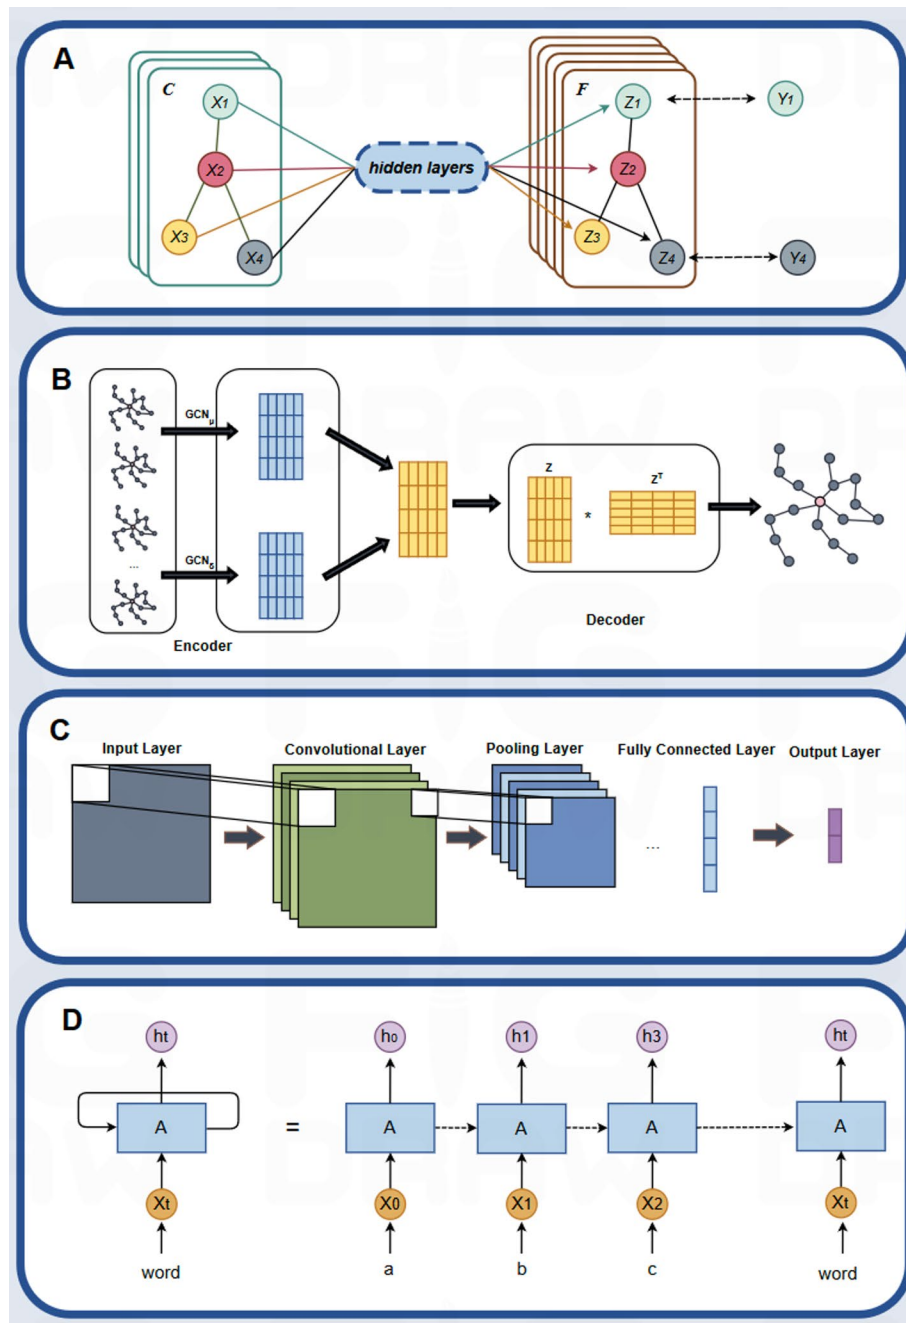 A
C
F
X1
Z1
Y1
X2
hidden layers
Z2
X3
Z3
X4
Z4
Y4
B
GCNμ
Z
ZT
*
GCNδ
...
Encoder
Decoder
C
Input Layer
Convolutional Layer
Pooling Layer
Fully Connected Layer
Output Layer
...
D
ht
h0
h1
h3
ht
A
=
A
A
A
A
Xt
X0
X1
X2
Xt
word
a
b
c
word